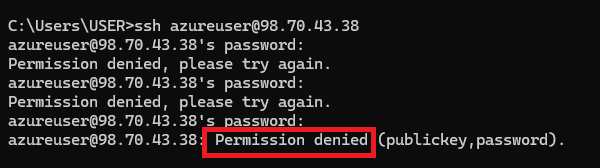 C:\Users\USER>ssh azureuser@98.70.43.38
azureuser@98.70.43.38's password:
Permission denied, please try again.
azureuser@98.70.43.38's password:
Permission denied, please try again.
azureuser@98.70.43.38's password:
azureuser@98.70.43.38: Permission denied (publickey,password).